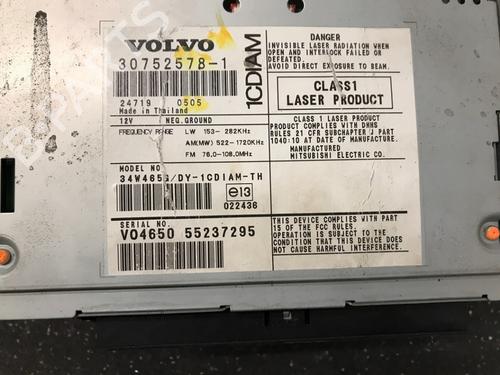 VOLVO
30752578-1
24719 0505
Made in Thailand
12V NEG.GROUND
FREQUENCY RANGE LW 153-282KHz
AM(MW) 522-1720KHz
FM 76.0-108.0MHz
MODEL NO
34W465G/DY-1CDIAM-TH
e13
022436
SERIAL NO
VO4650 55237295
1CDIAM
DANGER
INVISIBLE LASER RADIATION WHEN
OPEN AND INTERLOCK FAILED OR
DEFEATED.
AVOID DIRECT EXPOSURE TO BEAM.
CLASS1
LASER PRODUCT
CLASS 1 LASER PRODUCT
PRODUCT COMPLIES WITH DHHS
RULES 21 CFR SUBCHAPTER J PART
1040:10 AT DATE OF MANUFACTURE.
MANUFACTURED
MITSUBISHI ELECTRIC CO.
THIS DEVICE COMPLIES WITH PART
15 OF THE FCC RULES.
OPERATION IS SUBJECT TO THE
CONDITION THAT THIS DEVICE DOES
NOT CAUSE HARMFUL INTERFERENCE.